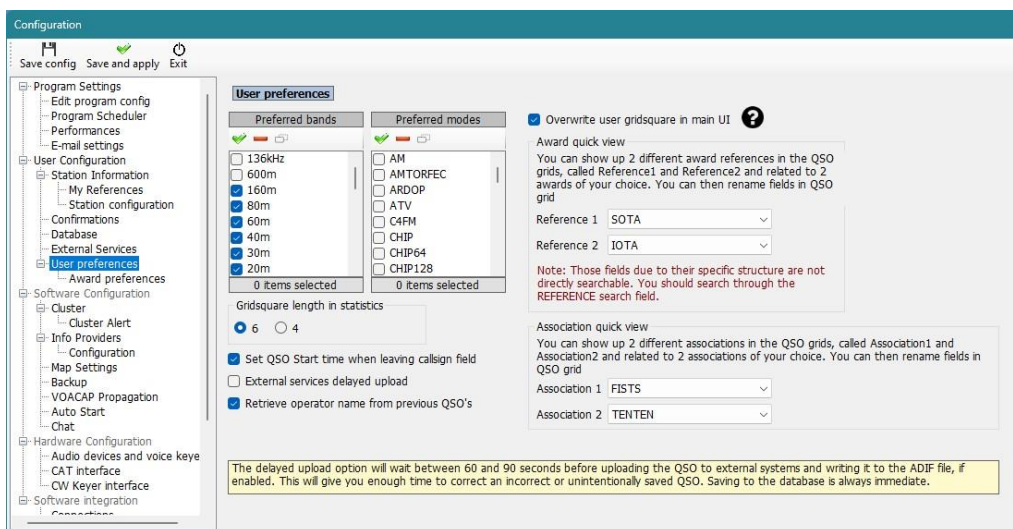 Configuration
Save config Save and apply Exit
Program Settings
Edit program config
Program Scheduler
Performances
E-mail settings
User Configuration
Station Information
My References
Station configuration
Confirmations
Database
External Services
User preferences
Award preferences
Software Configuration
Cluster
Cluster Alert
Info Providers
Configuration
Map Settings
Backup
VOACAP Propagation
Auto Start
Chat
Hardware Configuration
Audio devices and voice keye
CAT interface
CW Keyer interface
Software integration
Connections
User preferences
Preferred bands
136kHz
600m
160m
80m
60m
40m
30m
20m
0 items selected
Preferred modes
AM
AMTORFEC
ARDOP
ATV
C4FM
CHIP
CHIP64
CHIP128
0 items selected
Gridsquare length in statistics
6 4
Set QSO Start time when leaving callsign field
External services delayed upload
Retrieve operator name from previous QSO's
Overwrite user gridsquare in main UI ?
Award quick view
You can show up 2 different award references in the QSO
grids, called Reference1 and Reference2 and related to 2
awards of your choice. You can then rename fields in QSO
grid
Reference 1 SOTA
Reference 2 IOTA
Note: Those fields due to their specific structure are not
directly searchable. You should search through the
REFERENCE search field.
Association quick view
You can show up 2 different associations in the QSO grids, called Association1 and
Association2 and related to 2 associations of your choice. You can then rename fields in
QSO grid
Association 1 FISTS
Association 2 TENTEN
The delayed upload option will wait between 60 and 90 seconds before uploading the QSO to external systems and writing it to the ADIF file, if
enabled. This will give you enough time to correct an incorrect or unintentionally saved QSO. Saving to the database is always immediate.